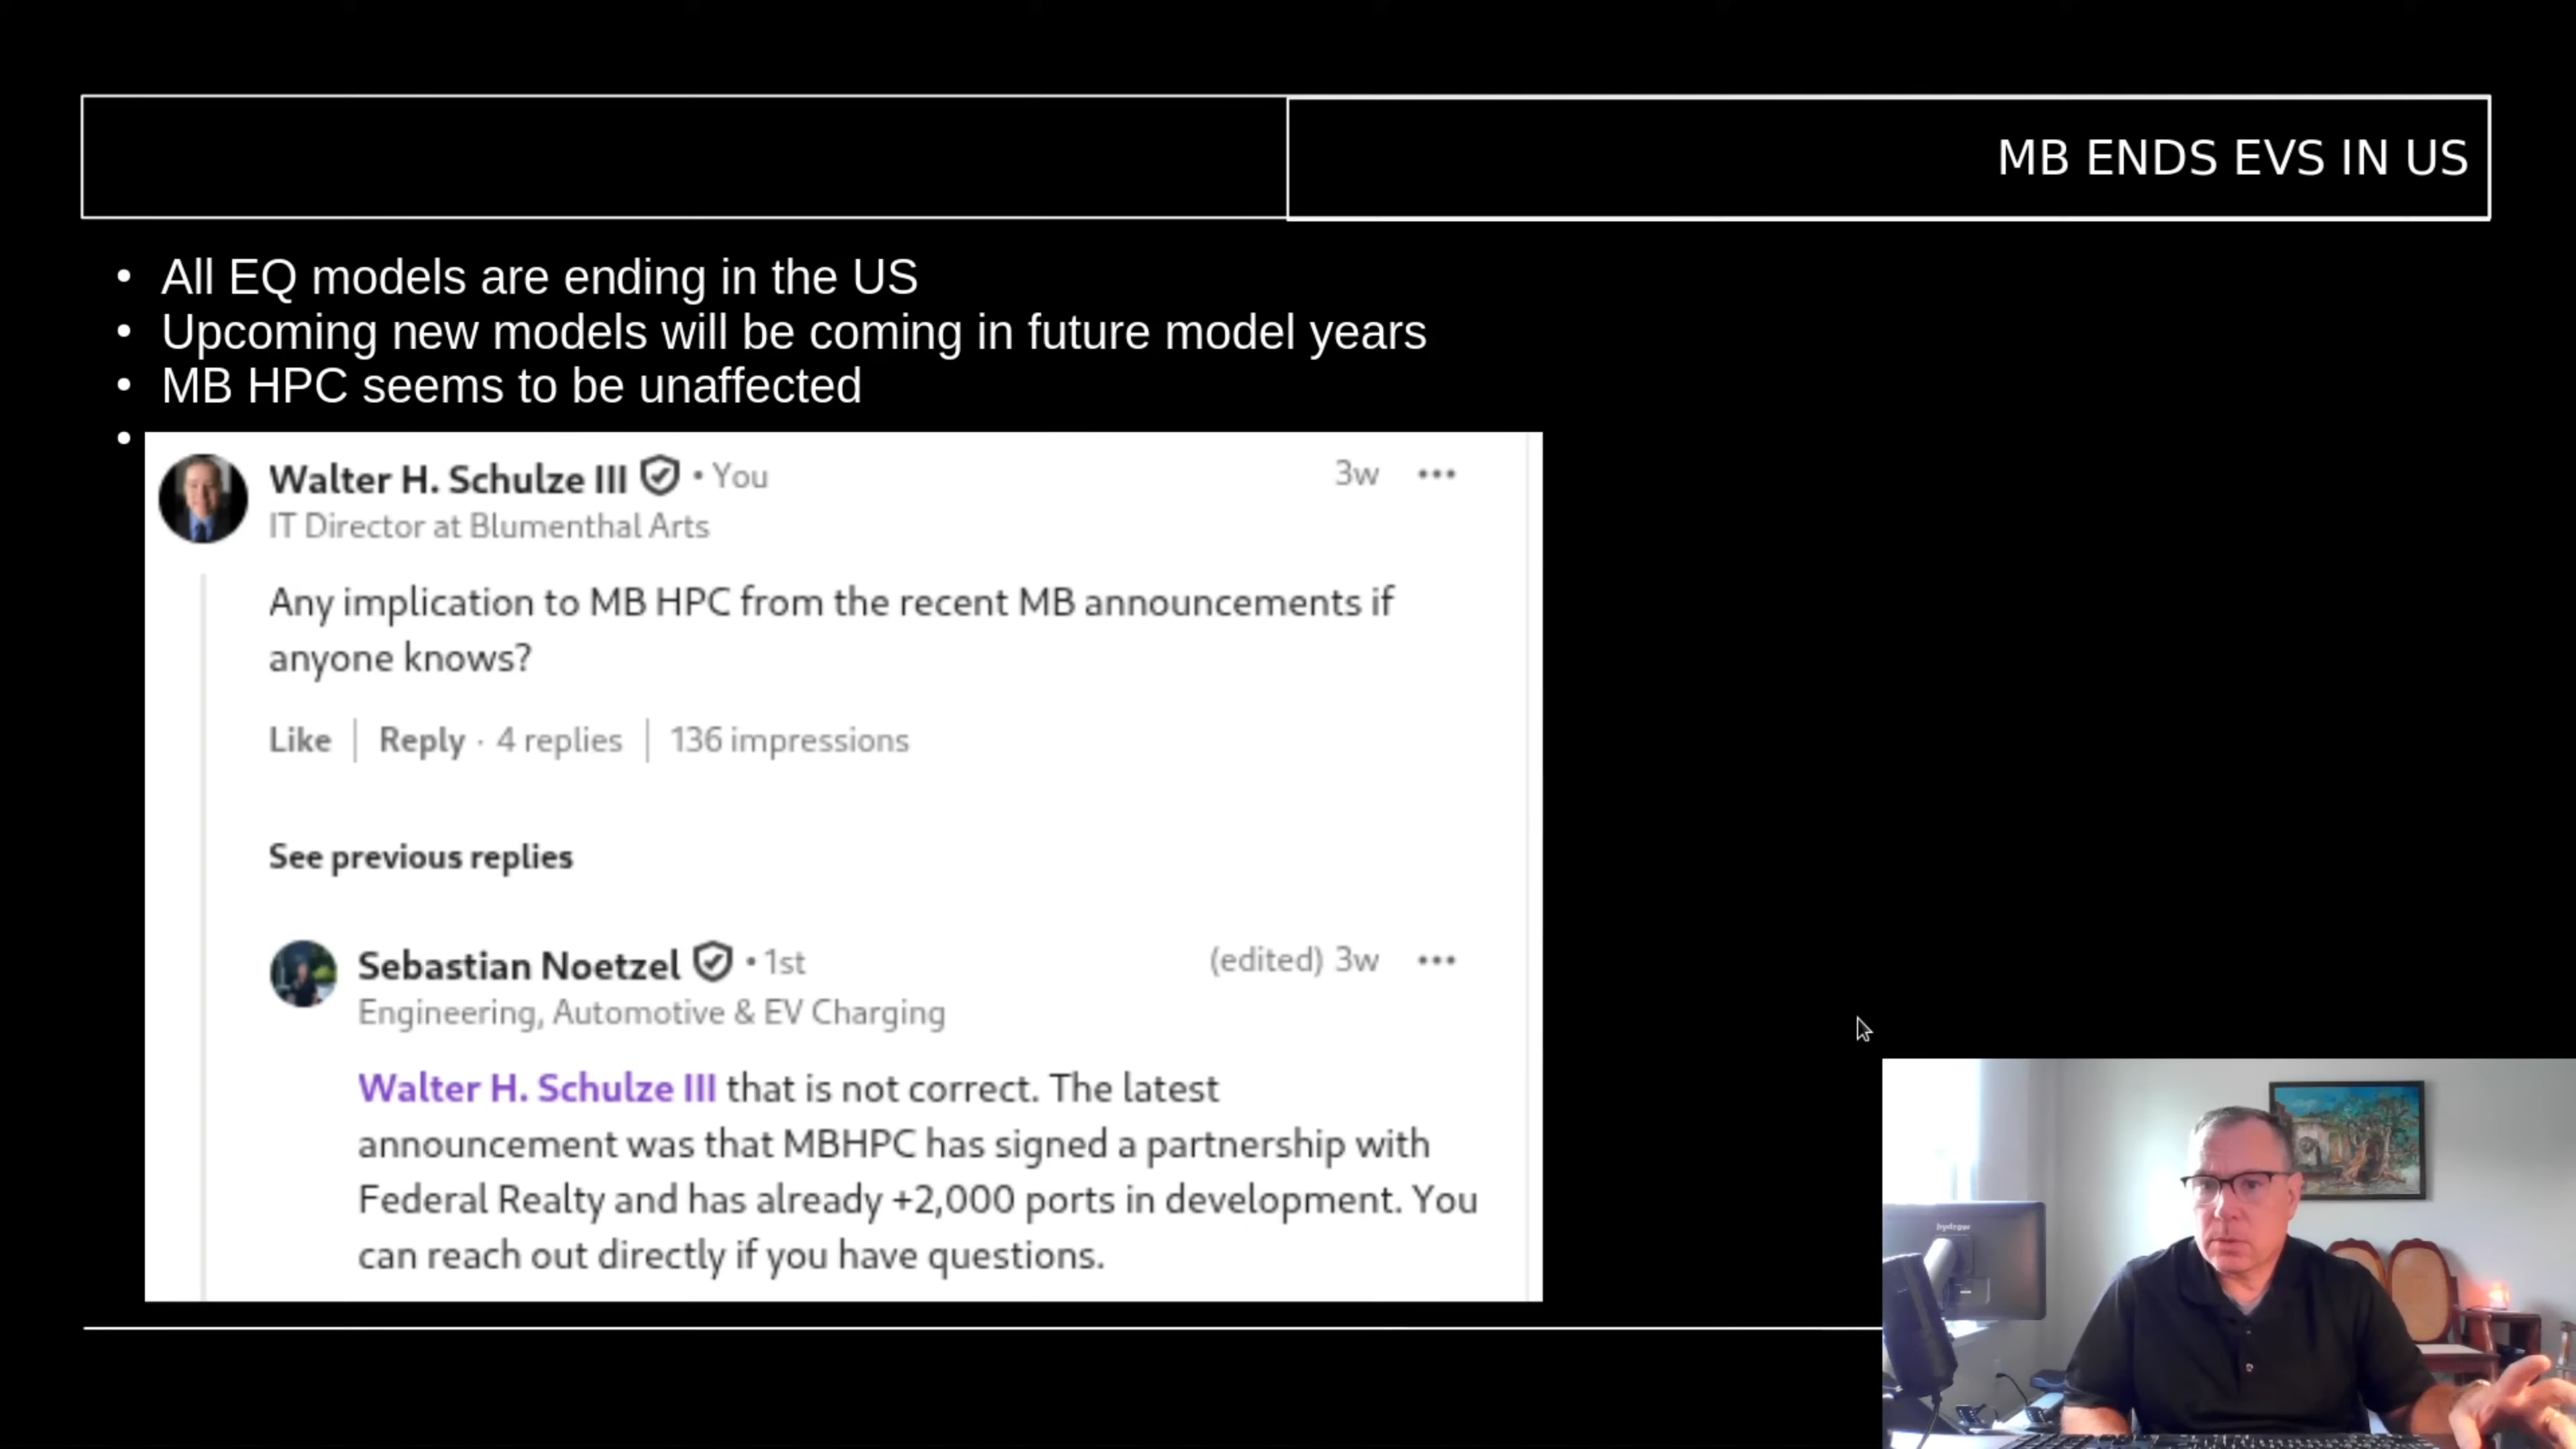 MB ENDS EVS IN US
• All EQ models are ending in the US
• Upcoming new models will be coming in future model years
• MB HPC seems to be unaffected
•
Walter H. Schulze III • You 3w •••
IT Director at Blumenthal Arts
Any implication to MB HPC from the recent MB announcements if
anyone knows?
Like | Reply · 4 replies | 136 impressions
See previous replies
Sebastian Noetzel • 1st (edited) 3w •••
Engineering, Automotive & EV Charging
Walter H. Schulze III that is not correct. The latest
announcement was that MBHPC has signed a partnership with
Federal Realty and has already +2,000 ports in development. You
can reach out directly if you have questions.